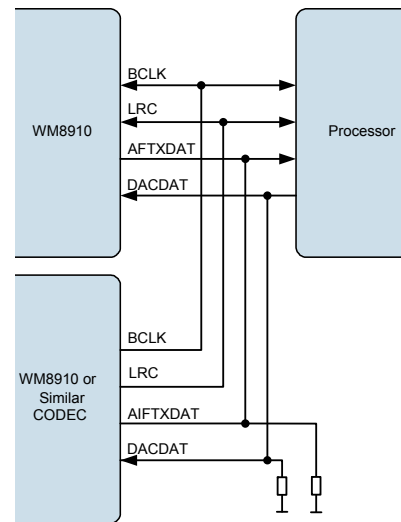 BCLK
LRC
WM8910
Processor
AFTXDAT
DACDAT
BCLK
LRC
WM8910 or
Similar
CODEC
AIFTXDAT
DACDAT